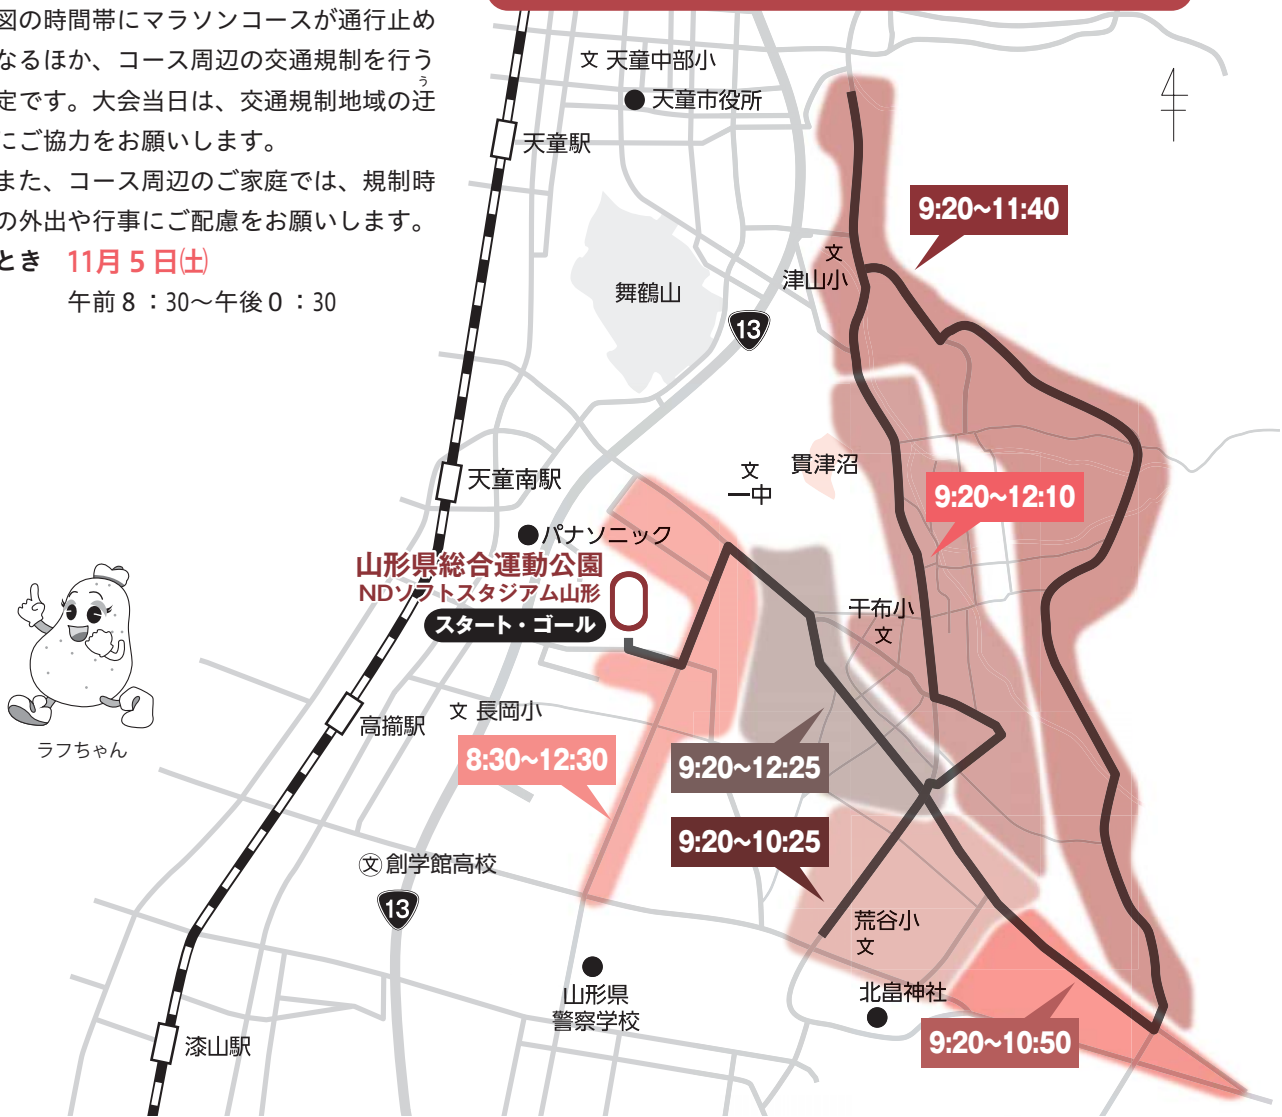 図の時間帯にマラソンコースが通行止め
なるほか、コース周辺の交通規制を行う
定です。大会当日は、交通規制地域の迂
う
にご協力をお願いします。
また、コース周辺のご家庭では、規制時
の外出や行事にご配慮をお願いします。
とき 11月5日㈯
午前8：30〜午後0：30
文 天童中部小
天童市役所
天童駅
9:20~11:40
文
津山小
舞鶴山
13
天童南駅
文
一中
貫津沼
9:20~12:10
パナソニック
山形県総合運動公園
NDソフトスタジアム山形
スタート・ゴール
干布小
文
ラフちゃん
高擶駅
文 長岡小
8:30~12:30
9:20~12:25
9:20~10:25
文 創学館高校
13
荒谷小
文
山形県
警察学校
北畠神社
9:20~10:50
漆山駅